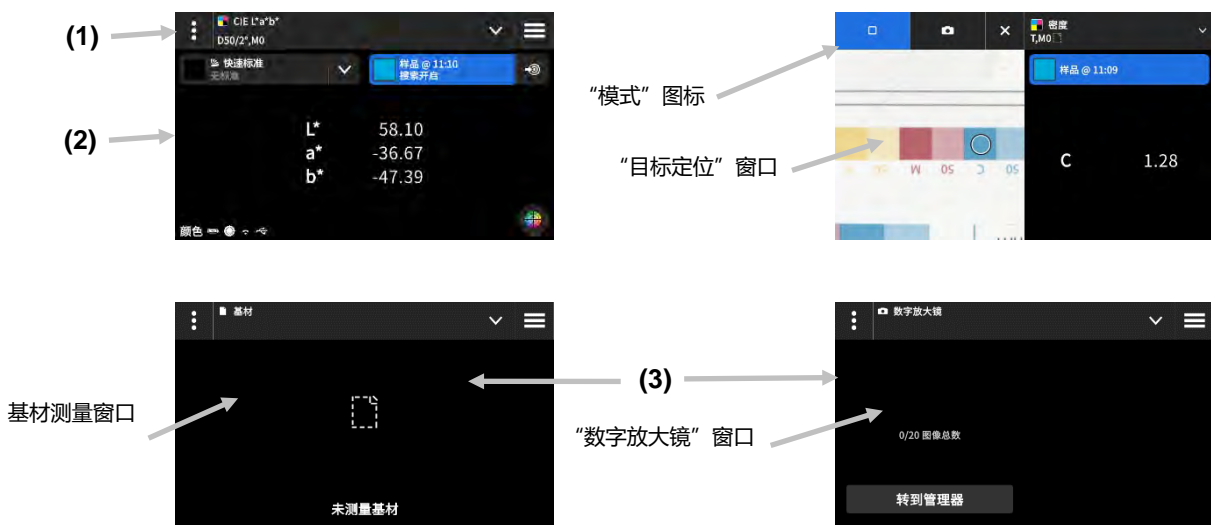 (1)
CIE L*a*b*
D50/2°,M0
快速标准
无标准
样品 @ 11:10
搜索开启
(2)
L* 58.10
a* -36.67
b* -47.39
颜色
“模式”图标
“目标定位”窗口
密度
T,M0
样品 @ 11:09
C 1.28
M 50 C 50
基材
基材测量窗口
未测量基材
(3)
“数字放大镜”窗口
数字放大镜
0/20 图像总数
转到管理器